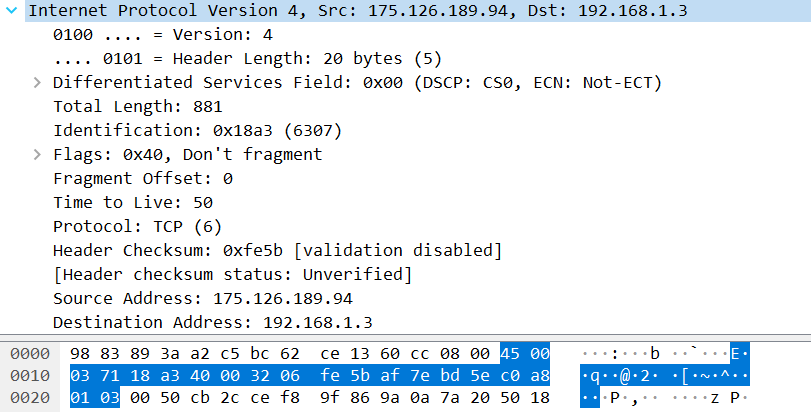 Internet Protocol Version 4, Src: 175.126.189.94, Dst: 192.168.1.3
0100 .... = Version: 4
.... 0101 = Header Length: 20 bytes (5)
Differentiated Services Field: 0x00 (DSCP: CS0, ECN: Not-ECT)
Total Length: 881
Identification: 0x18a3 (6307)
Flags: 0x40, Don't fragment
Fragment Offset: 0
Time to Live: 50
Protocol: TCP (6)
Header Checksum: 0xfe5b [validation disabled]
[Header checksum status: Unverified]
Source Address: 175.126.189.94
Destination Address: 192.168.1.3
0000 98 83 89 3a a2 c5 bc 62 ce 13 60 cc 08 00 45 00 ···:···b ··`···E·
0010 03 71 18 a3 40 00 32 06 fe 5b af 7e bd 5e c0 a8 ·q··@·2· ·[·~·^··
0020 01 03 00 50 cb 2c ce f8 9f 86 9a 0a 7a 20 50 18 ···P·,·· ····z P·